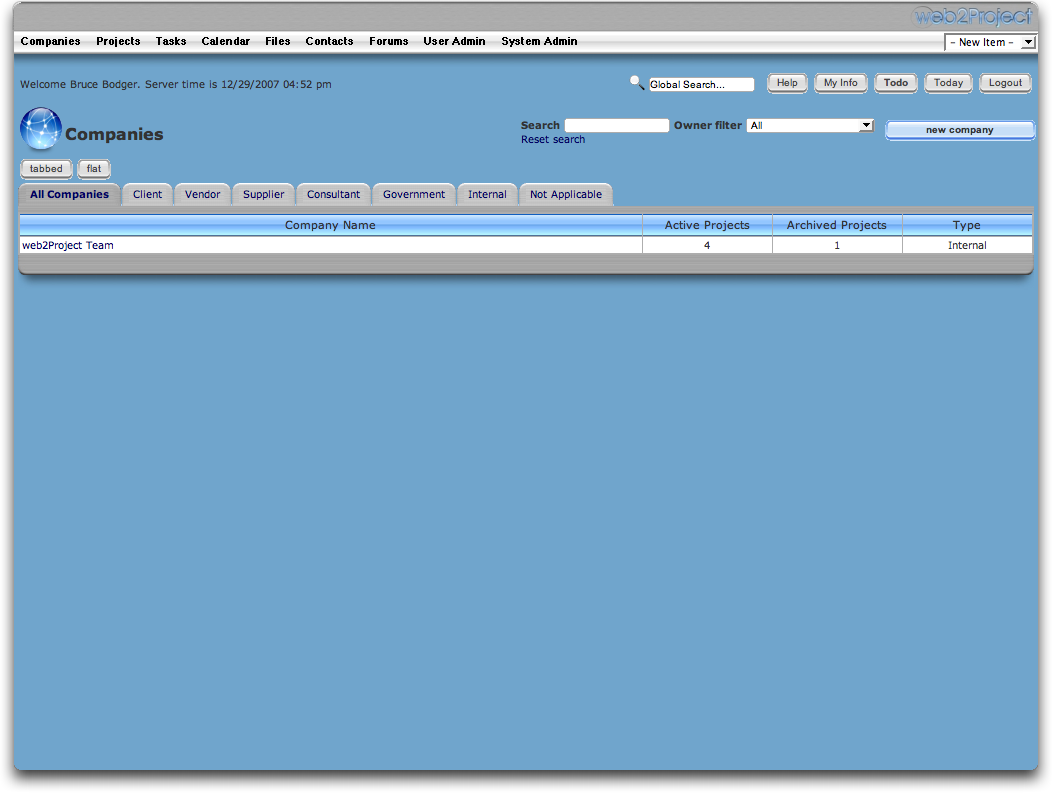 web2Project
Companies Projects Tasks Calendar Files Contacts Forums User Admin System Admin - New Item -
Welcome Bruce Bodger. Server time is 12/29/2007 04:52 pm Global Search... Help My Info Todo Today Logout
Companies Search Owner filter All new company
Reset search
tabbed flat
All Companies Client Vendor Supplier Consultant Government Internal Not Applicable
Company Name Active Projects Archived Projects Type
web2Project Team 4 1 Internal